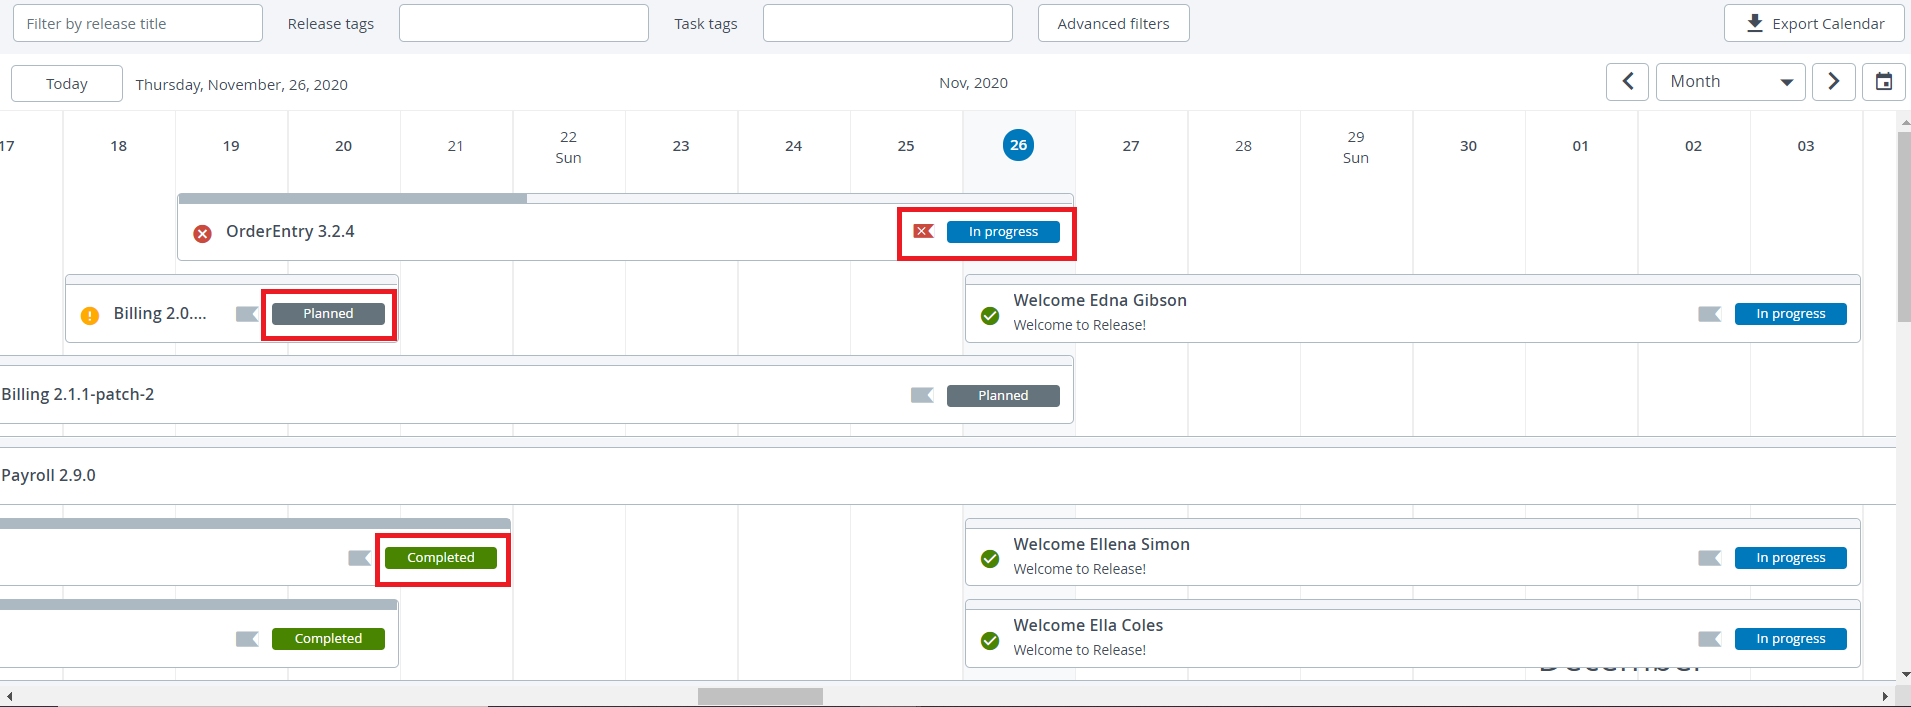 Filter by release title
Release tags
Task tags
Advanced filters
Export Calendar
Today
Thursday, November, 26, 2020
Nov, 2020
Month
17
18
19
20
21
22
Sun
23
24
25
26
27
28
29
Sun
30
01
02
03
OrderEntry 3.2.4
In progress
Billing 2.0....
Planned
Welcome Edna Gibson
Welcome to Release!
In progress
Billing 2.1.1-patch-2
Planned
Payroll 2.9.0
Completed
Welcome Ellena Simon
Welcome to Release!
In progress
Completed
Welcome Ella Coles
Welcome to Release!
In progress
December